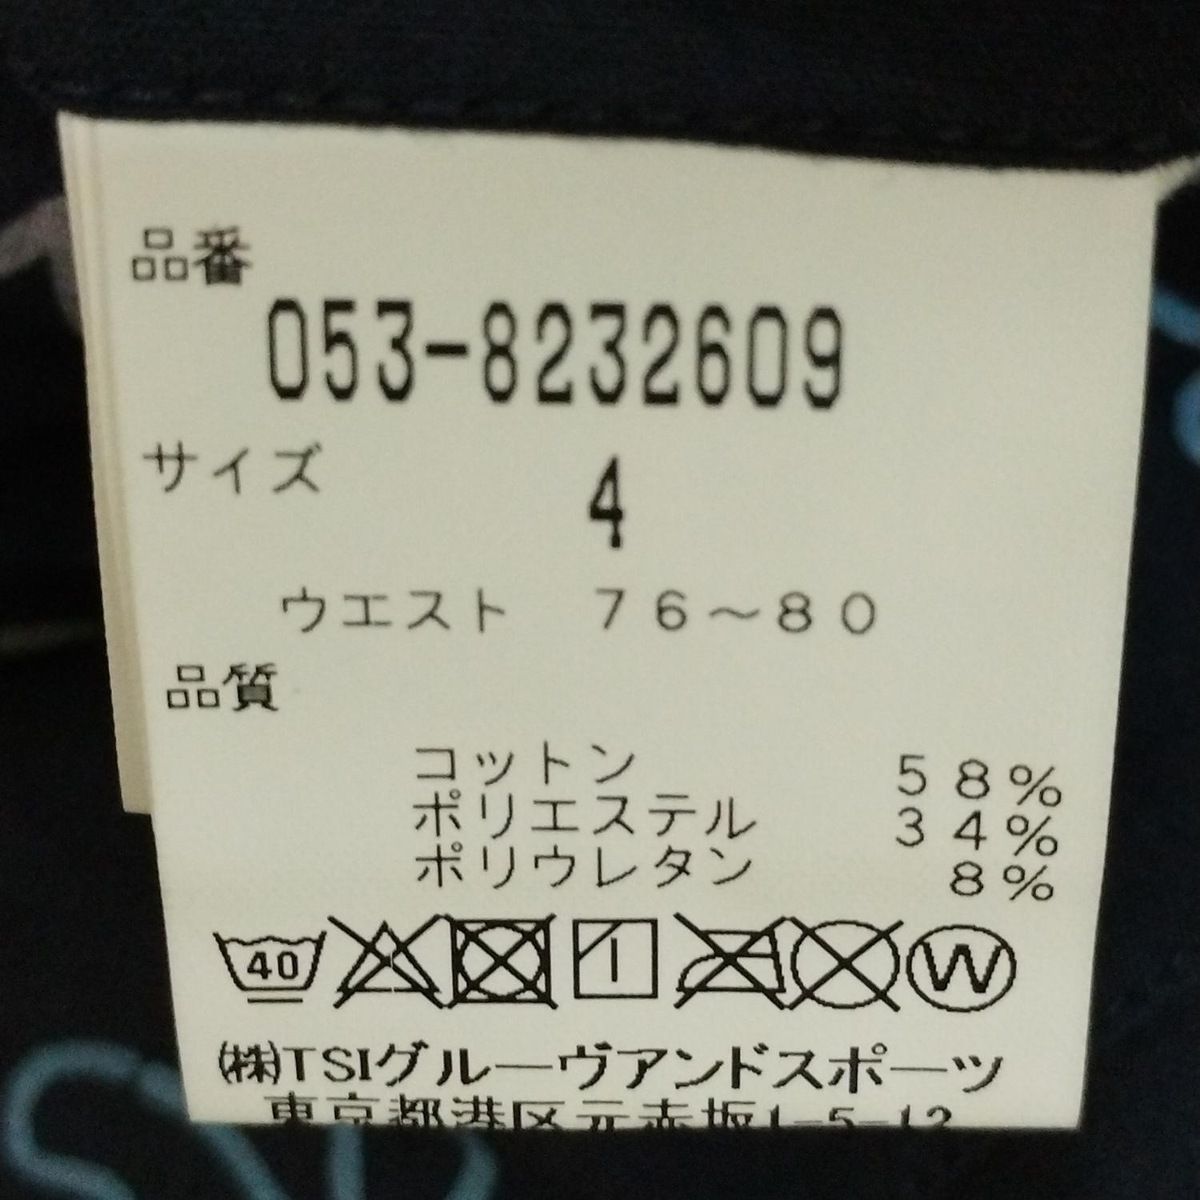 品番
053-8232609
サイズ 4
ウエスト 76~80
品質
コットン 58%
ポリエステル 34%
ポリウレタン 8%
40 W
㈱TSIグルーヴアンドスポーツ
東京都港区元赤坂1-5-12